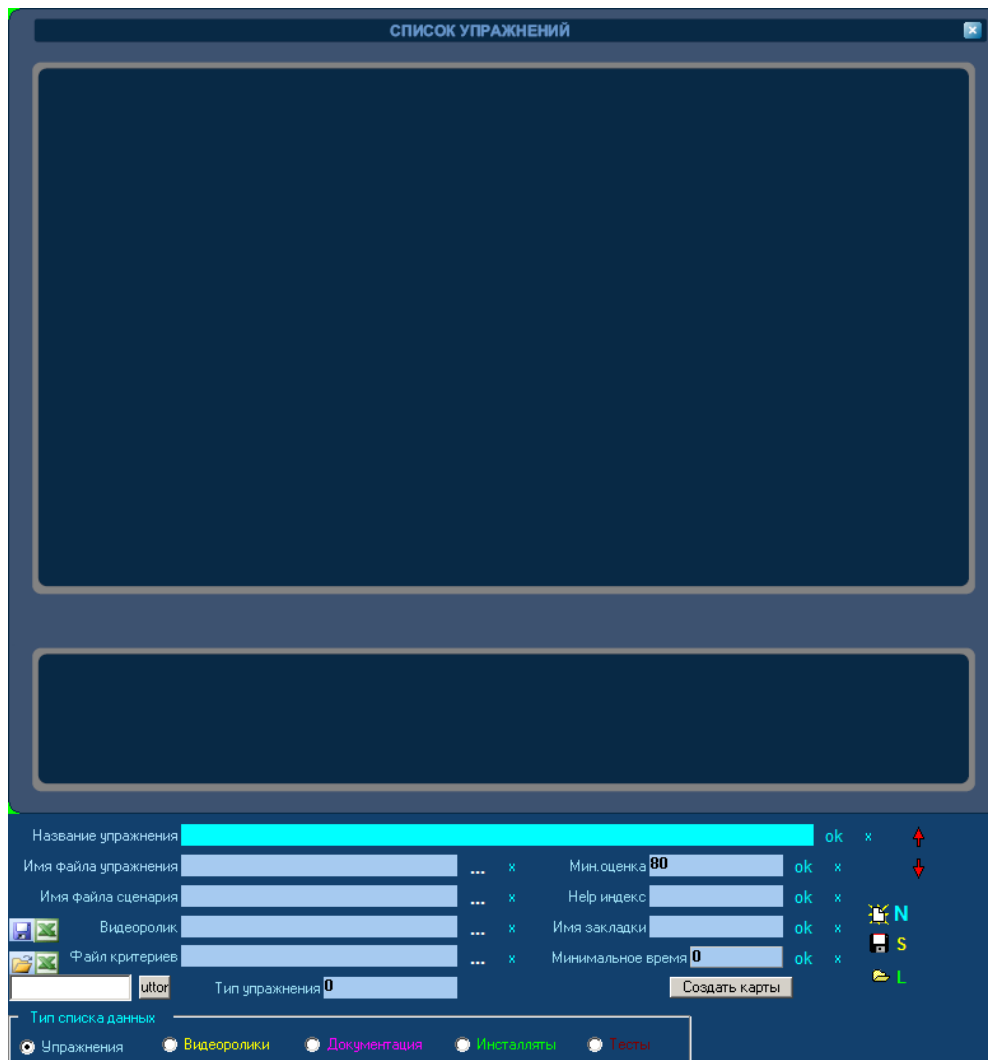 СПИСОК УПРАЖНЕНИЙ
x
Название упражнения ok x
Имя файла упражнения ... x Мин.оценка 80 ok x
Имя файла сценария ... x Help индекс ok x
Видеоролик ... x Имя закладки ok x N
Файл критериев ... x Минимальное время 0 ok x S
uttor Тип упражнения 0 Создать карты L
Тип списка данных
Упражнения Видеоролики Документация Инсталляты Тесты